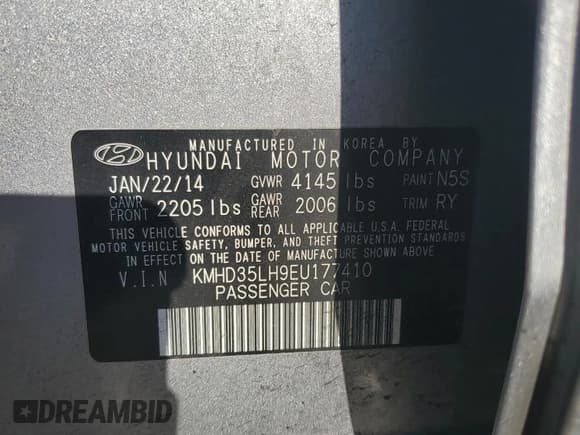 MANUFACTURED IN KOREA BY
HYUNDAI MOTOR COMPANY
JAN/22/14 GVWR 4145 lbs PAINT N5S
GAWR FRONT 2205 lbs GAWR REAR 2006 lbs TRIM RY
THIS VEHICLE CONFORMS TO ALL APPLICABLE U.S.A. FEDERAL
MOTOR VEHICLE SAFETY, BUMPER, AND THEFT PREVENTION STANDARDS
IN EFFECT ON THE DATE OF MANUFACTURE SHOWN ABOVE.
V.I.N KMHD35LH9EU177410
PASSENGER CAR
DREAMBID